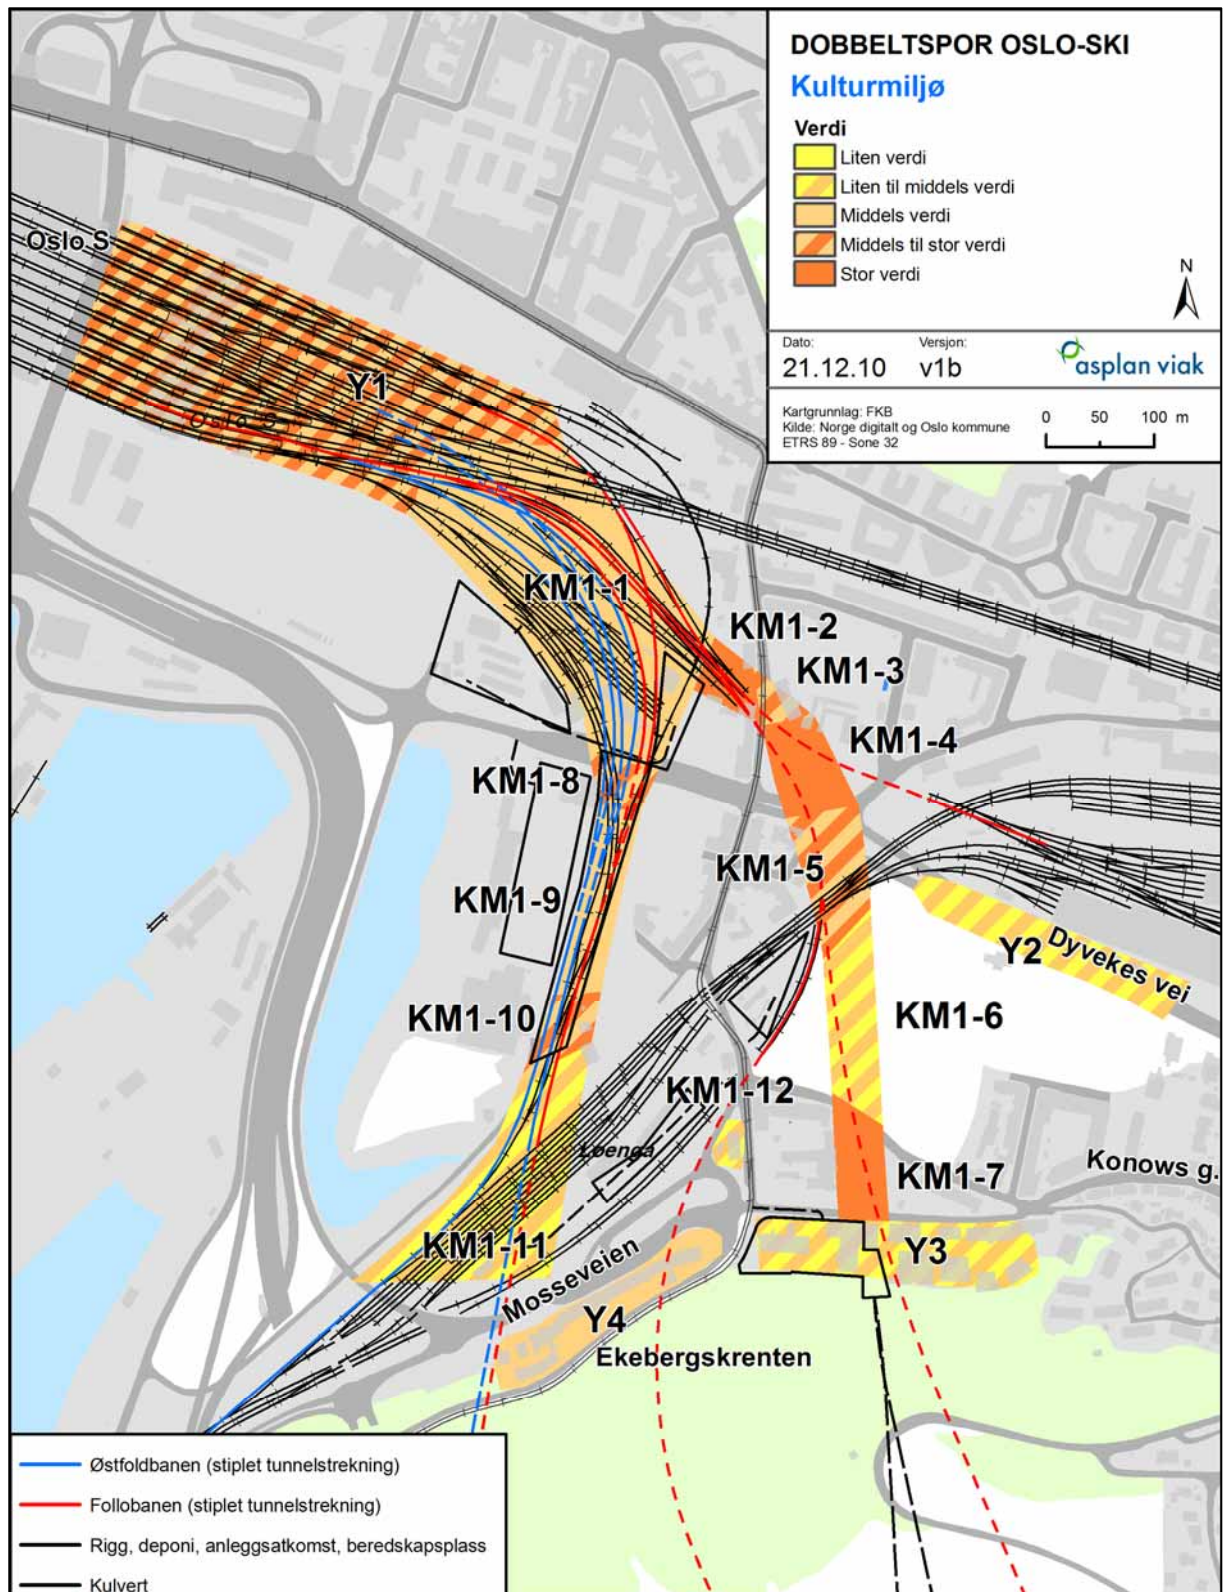 DOBBELTSPOR OSLO-SKI
Kulturmiljø
Verdi
Liten verdi
Liten til middels verdi
Middels verdi
Middels til stor verdi
Stor verdi
N
Dato:
21.12.10
Versjon:
v1b
asplan viak
Kartgrunnlag: FKB
Kilde: Norge digitalt og Oslo kommune
ETRS 89 - Sone 32
0 50 100 m
Oslo S
Y1
Oslo S
KM1-1
KM1-2
KM1-3
KM1-4
KM1-8
KM1-5
KM1-9
Y2
Dyvekes vei
KM1-10
KM1-6
KM1-12
Loenga
Konows g.
KM1-7
KM1-11
Mosseveien
Y3
Y4
Ekebergskrenten
Østfoldbanen (stiplet tunnelstrekning)
Follobanen (stiplet tunnelstrekning)
Rigg, deponi, anleggsatkomst, beredskapsplass
Kulvert